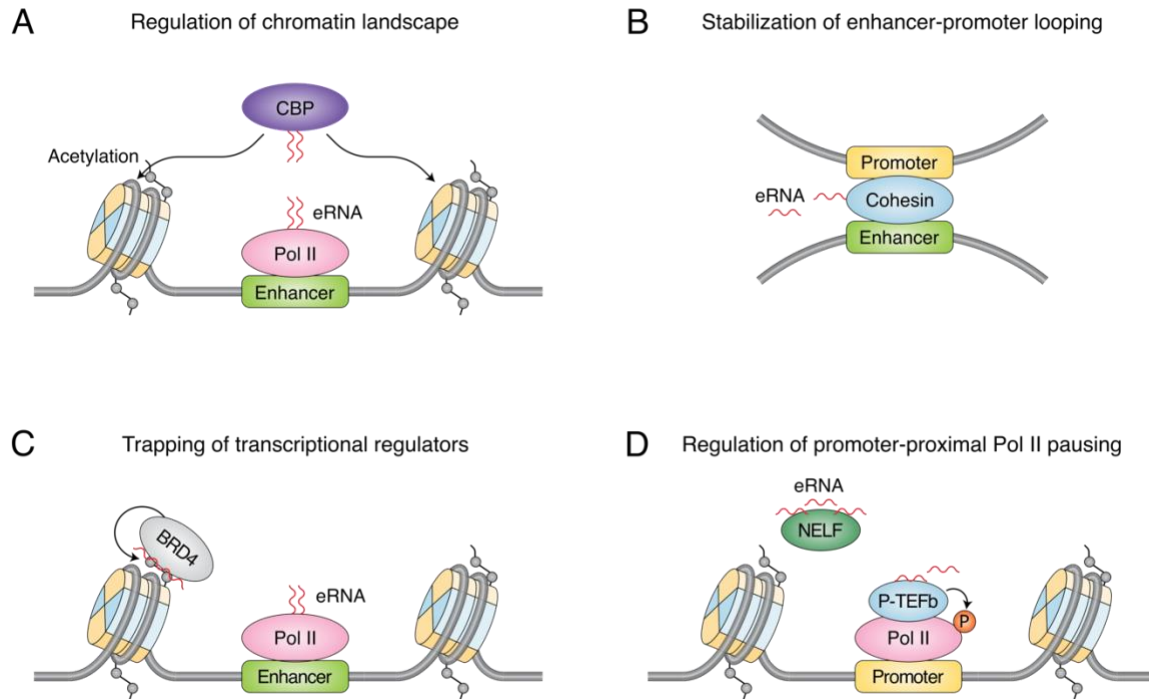 A
Regulation of chromatin landscape
CBP
Acetylation
eRNA
Pol II
Enhancer
B
Stabilization of enhancer-promoter looping
Promoter
eRNA
Cohesin
Enhancer
C
Trapping of transcriptional regulators
BRD4
eRNA
Pol II
Enhancer
D
Regulation of promoter-proximal Pol II pausing
eRNA
NELF
P-TEFb
P
Pol II
Promoter